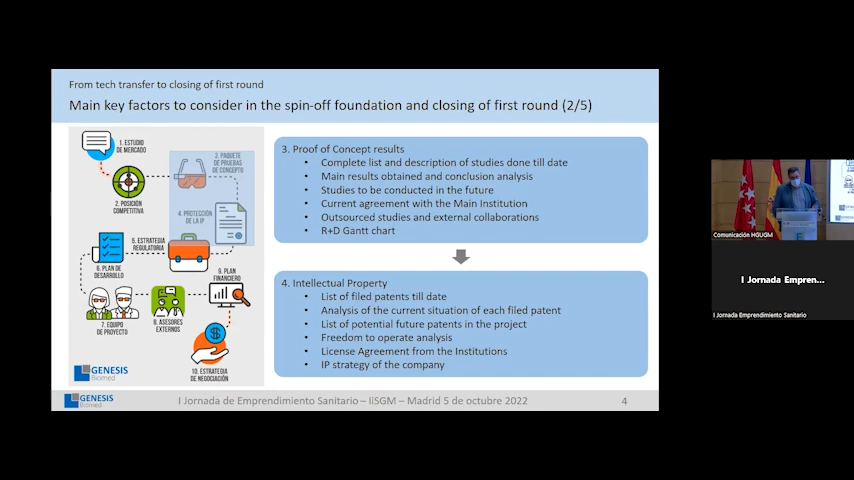 From tech transfer to closing of first round
Main key factors to consider in the spin-off foundation and closing of first round (2/5)
1. ESTUDIO
DE MERCADO
2. POSICIÓN
COMPETITIVA
3. PAQUETE
DE PRUEBAS
DE CONCEPTO
4. PROTECCIÓN
DE LA IP
5. ESTRATEGIA
REGULATORIA
6. PLAN DE
DESARROLLO
7. EQUIPO
DE PROYECTO
8. ASESORES
EXTERNOS
9. PLAN
FINANCIERO
10. ESTRATEGIA
DE NEGOCIACIÓN
GENESIS
Biomed
3. Proof of Concept results
• Complete list and description of studies done till date
• Main results obtained and conclusion analysis
• Studies to be conducted in the future
• Current agreement with the Main Institution
• Outsourced studies and external collaborations
• R+D Gantt chart
4. Intellectual Property
• List of filed patents till date
• Analysis of the current situation of each filed patent
• List of potential future patents in the project
• Freedom to operate analysis
• License Agreement from the Institutions
• IP strategy of the company
GENESIS
Biomed
I Jornada de Emprendimiento Sanitario – IiSGM – Madrid 5 de octubre 2022
4
Comunicación HGUGM
I Jornada Empren...
I Jornada Emprendimiento Sanitario